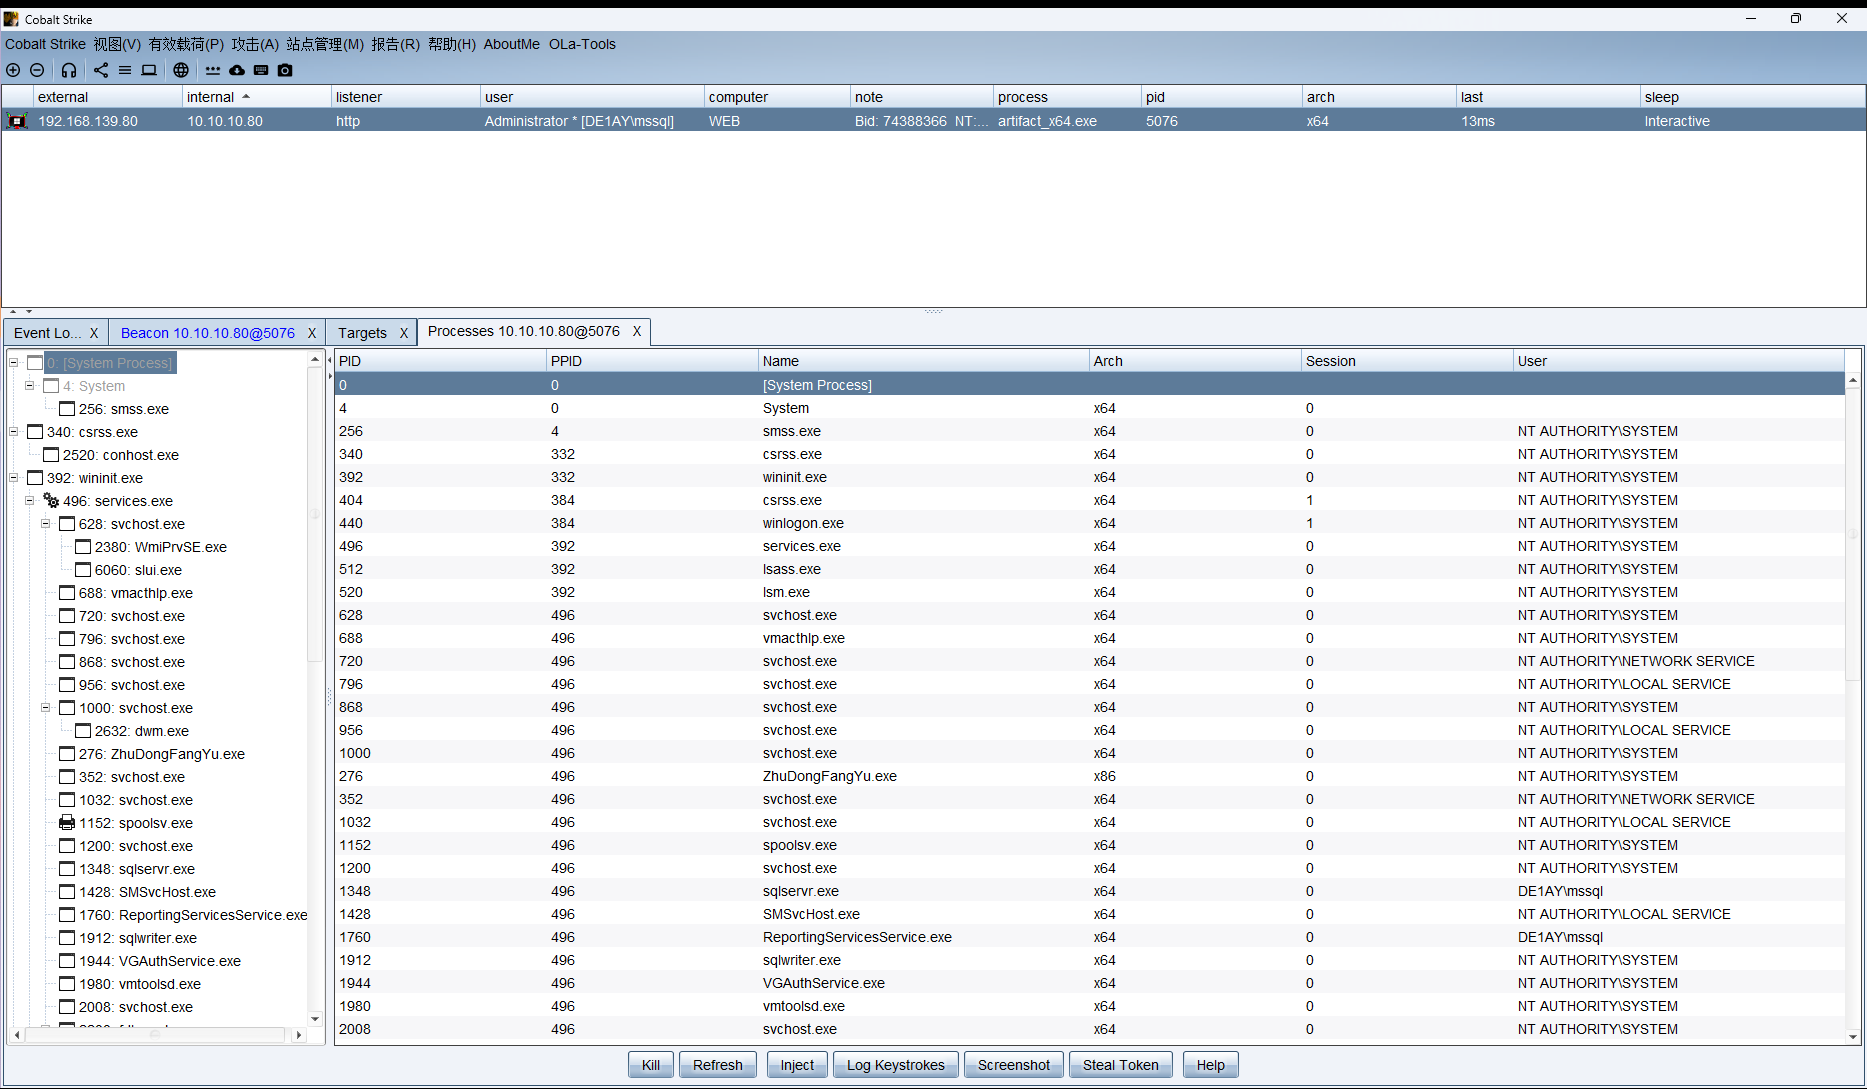 Cobalt Strike
Cobalt Strike 视图(V) 有效载荷(P) 攻击(A) 站点管理(M) 报告(R) 帮助(H) AboutMe OLa-Tools
external internal listener user computer note process pid arch last sleep
192.168.139.80 10.10.10.80 http Administrator * [DE1AY\mssql] WEB Bid: 74388366 NT:... artifact_x64.exe 5076 x64 13ms Interactive
Event Lo... X Beacon 10.10.10.80@5076 X Targets X Processes 10.10.10.80@5076 X
0: [System Process]
4: System
256: smss.exe
340: csrss.exe
2520: conhost.exe
392: wininit.exe
496: services.exe
628: svchost.exe
2380: WmiPrvSE.exe
6060: slui.exe
688: vmacthlp.exe
720: svchost.exe
796: svchost.exe
868: svchost.exe
956: svchost.exe
1000: svchost.exe
2632: dwm.exe
276: ZhuDongFangYu.exe
352: svchost.exe
1032: svchost.exe
1152: spoolsv.exe
1200: svchost.exe
1348: sqlservr.exe
1428: SMSvcHost.exe
1760: ReportingServicesService.exe
1912: sqlwriter.exe
1944: VGAuthService.exe
1980: vmtoolsd.exe
2008: svchost.exe
PID PPID Name Arch Session User
0 0 [System Process]
4 0 System x64 0
256 4 smss.exe x64 0 NT AUTHORITY\SYSTEM
340 332 csrss.exe x64 0 NT AUTHORITY\SYSTEM
392 332 wininit.exe x64 0 NT AUTHORITY\SYSTEM
404 384 csrss.exe x64 1 NT AUTHORITY\SYSTEM
440 384 winlogon.exe x64 1 NT AUTHORITY\SYSTEM
496 392 services.exe x64 0 NT AUTHORITY\SYSTEM
512 392 lsass.exe x64 0 NT AUTHORITY\SYSTEM
520 392 lsm.exe x64 0 NT AUTHORITY\SYSTEM
628 496 svchost.exe x64 0 NT AUTHORITY\SYSTEM
688 496 vmacthlp.exe x64 0 NT AUTHORITY\SYSTEM
720 496 svchost.exe x64 0 NT AUTHORITY\NETWORK SERVICE
796 496 svchost.exe x64 0 NT AUTHORITY\LOCAL SERVICE
868 496 svchost.exe x64 0 NT AUTHORITY\SYSTEM
956 496 svchost.exe x64 0 NT AUTHORITY\LOCAL SERVICE
1000 496 svchost.exe x64 0 NT AUTHORITY\SYSTEM
276 496 ZhuDongFangYu.exe x86 0 NT AUTHORITY\SYSTEM
352 496 svchost.exe x64 0 NT AUTHORITY\NETWORK SERVICE
1032 496 svchost.exe x64 0 NT AUTHORITY\LOCAL SERVICE
1152 496 spoolsv.exe x64 0 NT AUTHORITY\SYSTEM
1200 496 svchost.exe x64 0 NT AUTHORITY\SYSTEM
1348 496 sqlservr.exe x64 0 DE1AY\mssql
1428 496 SMSvcHost.exe x64 0 NT AUTHORITY\LOCAL SERVICE
1760 496 ReportingServicesService.exe x64 0 DE1AY\mssql
1912 496 sqlwriter.exe x64 0 NT AUTHORITY\SYSTEM
1944 496 VGAuthService.exe x64 0 NT AUTHORITY\SYSTEM
1980 496 vmtoolsd.exe x64 0 NT AUTHORITY\SYSTEM
2008 496 svchost.exe x64 0 NT AUTHORITY\SYSTEM
Kill Refresh Inject Log Keystrokes Screenshot Steal Token Help